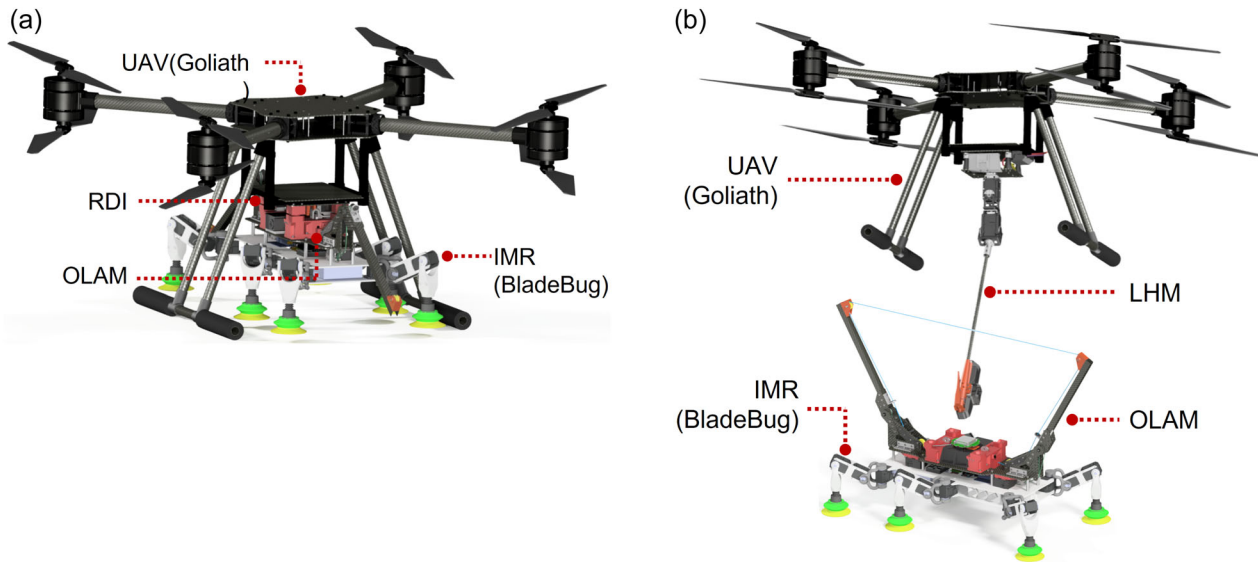 (a)
UAV(Goliath
)
RDI
OLAM
IMR
(BladeBug)
(b)
UAV
(Goliath)
LHM
IMR
(BladeBug)
OLAM